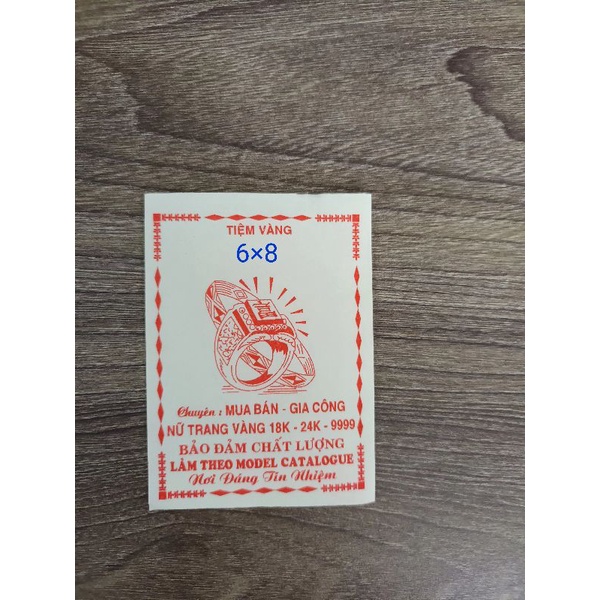 TIỆM VÀNG
6×8
Chuyên : MUA BÁN - GIA CÔNG
NỮ TRANG VÀNG 18K - 24K - 9999
BẢO ĐẢM CHẤT LƯỢNG
LÀM THEO MODEL CATALOGUE
Nơi Đáng Tín Nhiệm